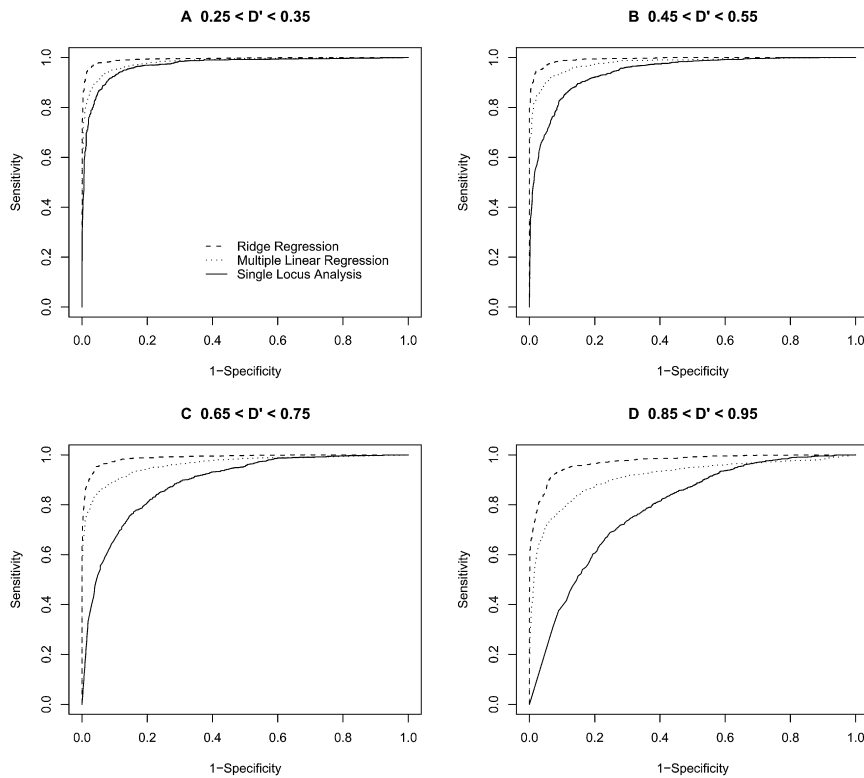 A 0.25 < D' < 0.35
Sensitivity
0.0 0.2 0.4 0.6 0.8 1.0
Ridge Regression
Multiple Linear Regression
Single Locus Analysis
0.0 0.2 0.4 0.6 0.8 1.0
1−Specificity
B 0.45 < D' < 0.55
Sensitivity
0.0 0.2 0.4 0.6 0.8 1.0
0.0 0.2 0.4 0.6 0.8 1.0
1−Specificity
C 0.65 < D' < 0.75
Sensitivity
0.0 0.2 0.4 0.6 0.8 1.0
0.0 0.2 0.4 0.6 0.8 1.0
1−Specificity
D 0.85 < D' < 0.95
Sensitivity
0.0 0.2 0.4 0.6 0.8 1.0
0.0 0.2 0.4 0.6 0.8 1.0
1−Specificity